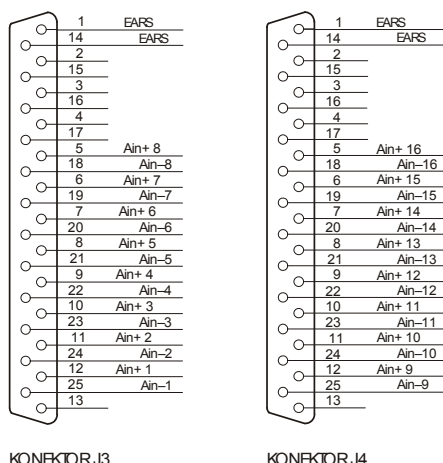 1 EARS
14 EARS
2
15
3
16
4
17
5 Ain+ 8
18 Ain–8
6 Ain+ 7
19 Ain–7
7 Ain+ 6
20 Ain–6
8 Ain+ 5
21 Ain–5
9 Ain+ 4
22 Ain–4
10 Ain+ 3
23 Ain–3
11 Ain+ 2
24 Ain–2
12 Ain+ 1
25 Ain–1
13
KONEKTOR J3
1 EARS
14 EARS
2
15
3
16
4
17
5 Ain+ 16
18 Ain–16
6 Ain+ 15
19 Ain–15
7 Ain+ 14
20 Ain–14
8 Ain+ 13
21 Ain–13
9 Ain+ 12
22 Ain–12
10 Ain+ 11
23 Ain–11
11 Ain+ 10
24 Ain–10
12 Ain+ 9
25 Ain–9
13
KONEKTOR J4